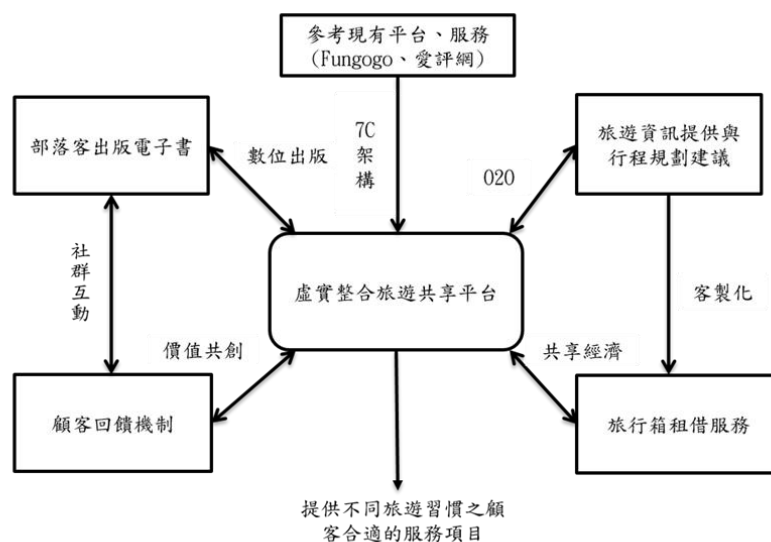 參考現有平台、服務
(Fungogo、愛評網)
部落客出版電子書
數位出版
7C
架
構
O2O
旅遊資訊提供與
行程規劃建議
社
群
互
動
虛實整合旅遊共享平台
客製化
價值共創
共享經濟
顧客回饋機制
旅行箱租借服務
提供不同旅遊習慣之顧
客合適的服務項目